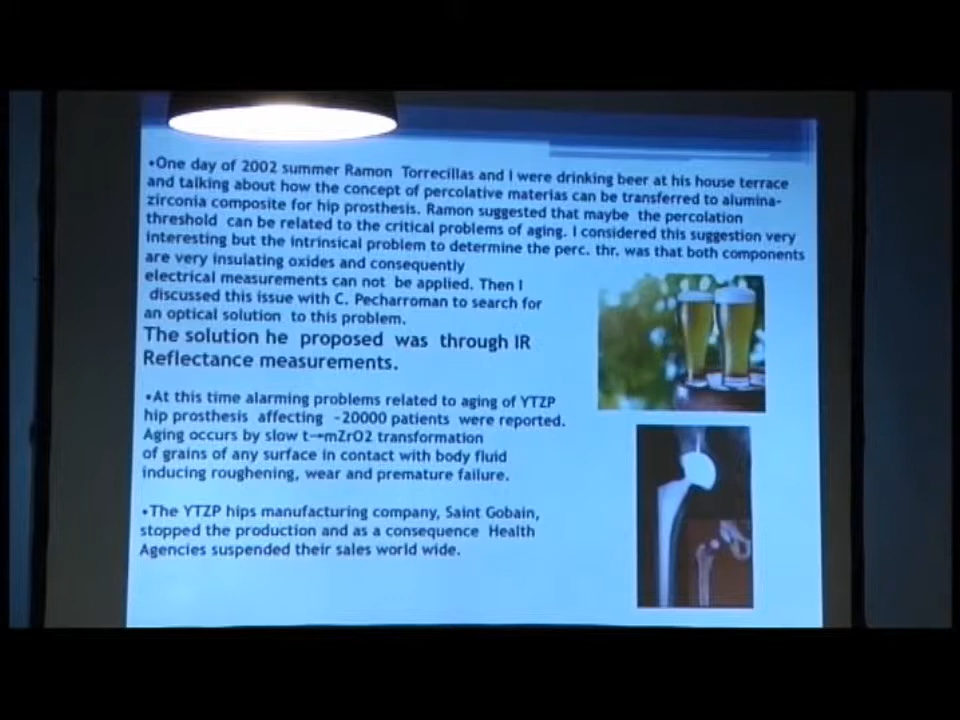 •One day of 2002 summer Ramon Torrecillas and I were drinking beer at his house terrace
and talking about how the concept of percolative materias can be transferred to alumina-
zirconia composite for hip prosthesis. Ramon suggested that maybe the percolation
threshold can be related to the critical problems of aging. I considered this suggestion very
interesting but the intrinsical problem to determine the perc. thr. was that both components
are very insulating oxides and consequently
electrical measurements can not be applied. Then I
discussed this issue with C. Pecharroman to search for
an optical solution to this problem.
The solution he proposed was through IR
Reflectance measurements.
•At this time alarming problems related to aging of YTZP
hip prosthesis affecting ~20000 patients were reported.
Aging occurs by slow t→mZrO2 transformation
of grains of any surface in contact with body fluid
inducing roughening, wear and premature failure.
•The YTZP hips manufacturing company, Saint Gobain,
stopped the production and as a consequence Health
Agencies suspended their sales world wide.